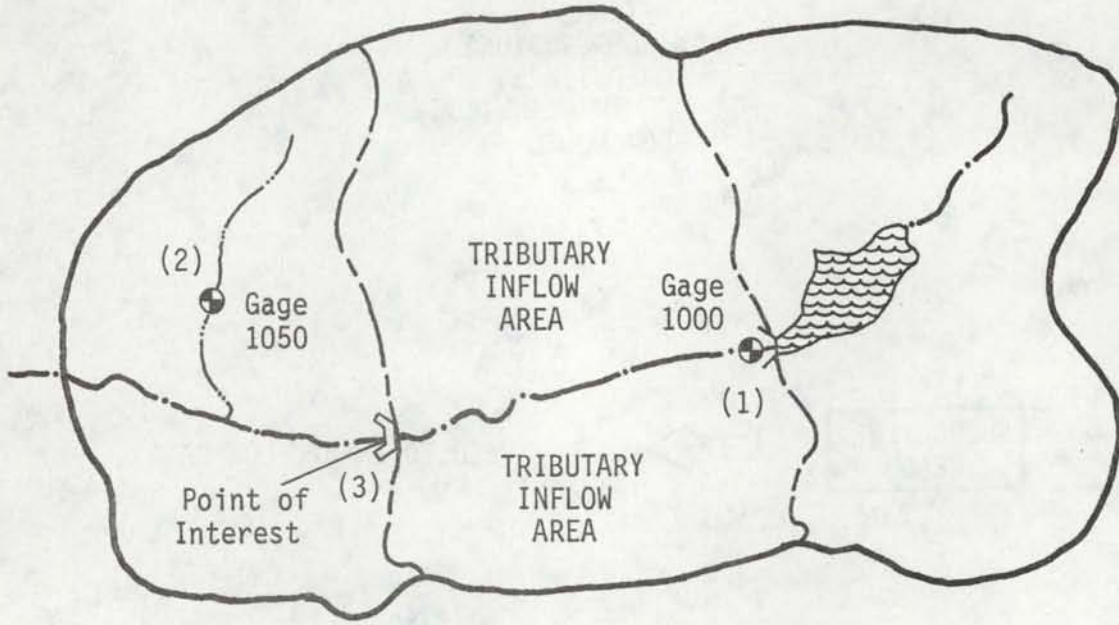 TRIBUTARY
INFLOW
AREA
(2)
Gage
1050
Gage
1000
(1)
(3)
Point of
Interest
TRIBUTARY
INFLOW
AREA